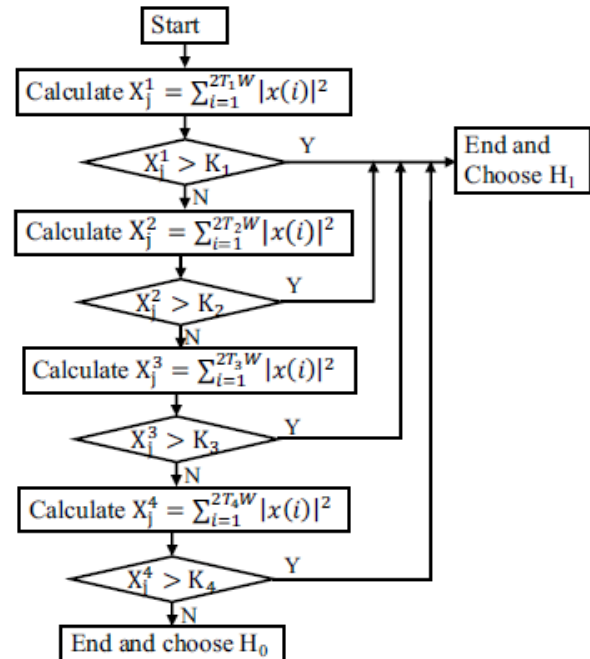 Start
Calculate X_j^1 = ∑_{i=1}^{2T_1W} |x(i)|^2
X_j^1 > K_1
Y
End and
Choose H_1
N
Calculate X_j^2 = ∑_{i=1}^{2T_2W} |x(i)|^2
X_j^2 > K_2
Y
N
Calculate X_j^3 = ∑_{i=1}^{2T_3W} |x(i)|^2
X_j^3 > K_3
Y
N
Calculate X_j^4 = ∑_{i=1}^{2T_4W} |x(i)|^2
X_j^4 > K_4
Y
N
End and choose H_0